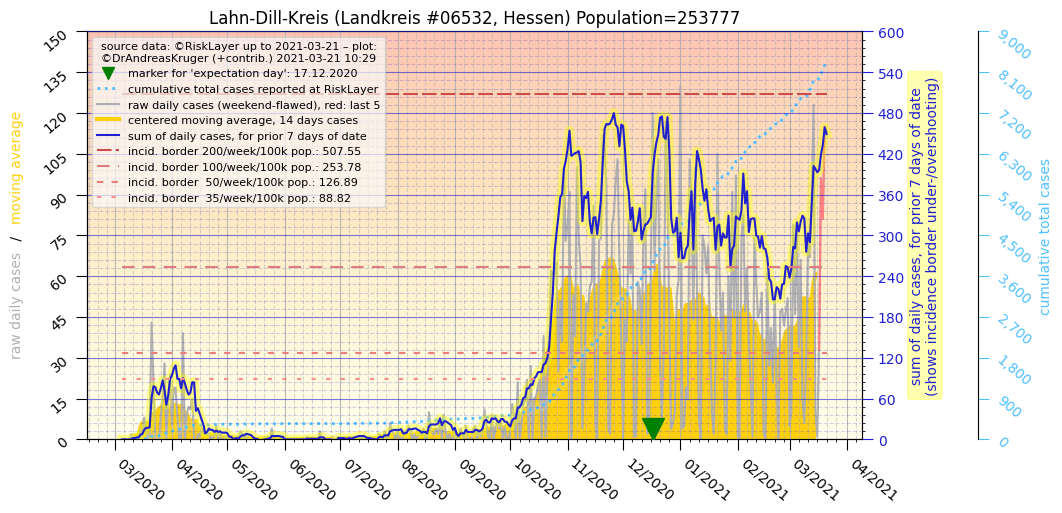 Lahn-Dill-Kreis (Landkreis #06532, Hessen) Population=253777
source data: ©RiskLayer up to 2021-03-21 – plot:
©DrAndreasKruger (+contrib.) 2021-03-21 10:29
marker for 'expectation day': 17.12.2020
cumulative total cases reported at RiskLayer
raw daily cases (weekend-flawed), red: last 5
centered moving average, 14 days cases
sum of daily cases, for prior 7 days of date
incid. border 200/week/100k pop.: 507.55
incid. border 100/week/100k pop.: 253.78
incid. border  50/week/100k pop.: 126.89
incid. border  35/week/100k pop.: 88.82
raw daily cases / moving average
150
135
120
105
90
75
60
45
30
15
0
03/2020
04/2020
05/2020
06/2020
07/2020
08/2020
09/2020
10/2020
11/2020
12/2020
01/2021
02/2021
03/2021
04/2021
600
540
480
420
360
300
240
180
120
60
0
sum of daily cases, for prior 7 days of date
(shows incidence border under-/overshooting)
9,000
8,100
7,200
6,300
5,400
4,500
3,600
2,700
1,800
900
0
cumulative total cases